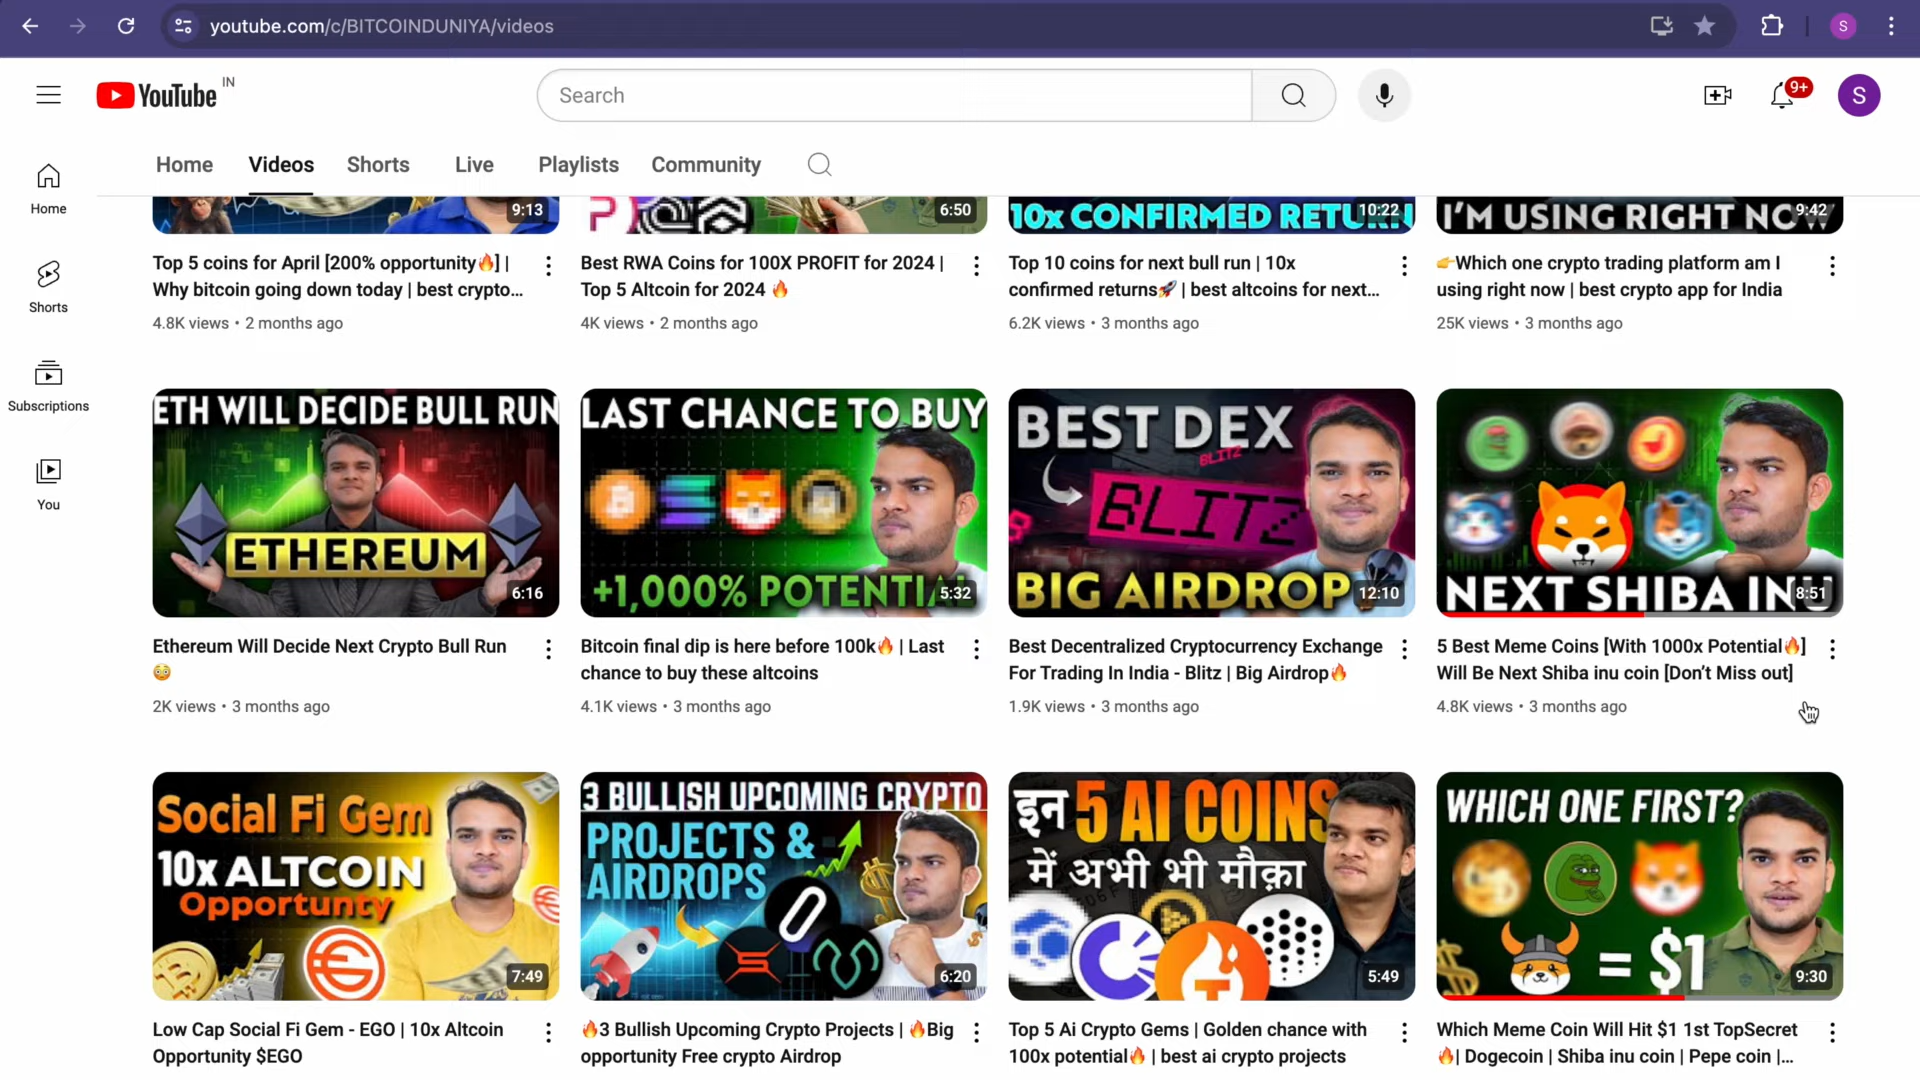 youtube.com/c/BITCOINDUNIYA/videos
S
YouTube IN
Search
9+
S
Home
Videos
Shorts
Live
Playlists
Community
Home
Shorts
Subscriptions
You
9:13
6:50
10x CONFIRMED RETURN
10:22
I'M USING RIGHT NOW
9:42
Top 5 coins for April [200% opportunity🔥] |
Why bitcoin going down today | best crypto...
4.8K views • 2 months ago
Best RWA Coins for 100X PROFIT for 2024 |
Top 5 Altcoin for 2024 🔥
4K views • 2 months ago
Top 10 coins for next bull run | 10x
confirmed returns🚀 | best altcoins for next...
6.2K views • 3 months ago
👉Which one crypto trading platform am I
using right now | best crypto app for India
25K views • 3 months ago
ETH WILL DECIDE BULL RUN
ETHEREUM
6:16
LAST CHANCE TO BUY
+1,000% POTENTIAL
5:32
BEST DEX
BLITZ
BLITZ
BIG AIRDROP
12:10
NEXT SHIBA INU
8:51
Ethereum Will Decide Next Crypto Bull Run
😳
2K views • 3 months ago
Bitcoin final dip is here before 100k🔥 | Last
chance to buy these altcoins
4.1K views • 3 months ago
Best Decentralized Cryptocurrency Exchange
For Trading In India - Blitz | Big Airdrop🔥
1.9K views • 3 months ago
5 Best Meme Coins [With 1000x Potential🔥]
Will Be Next Shiba inu coin [Don’t Miss out]
4.8K views • 3 months ago
Social Fi Gem
10x ALTCOIN
Opportunty
7:49
3 BULLISH UPCOMING CRYPTO
PROJECTS &
AIRDROPS
6:20
इन 5 AI COINS
में अभी भी मौक़ा
5:49
WHICH ONE FIRST?
= $1
9:30
Low Cap Social Fi Gem - EGO | 10x Altcoin
Opportunity $EGO
🔥3 Bullish Upcoming Crypto Projects | 🔥Big
opportunity Free crypto Airdrop
Top 5 Ai Crypto Gems | Golden chance with
100x potential🔥 | best ai crypto projects
Which Meme Coin Will Hit $1 1st TopSecret
🔥| Dogecoin | Shiba inu coin | Pepe coin |...